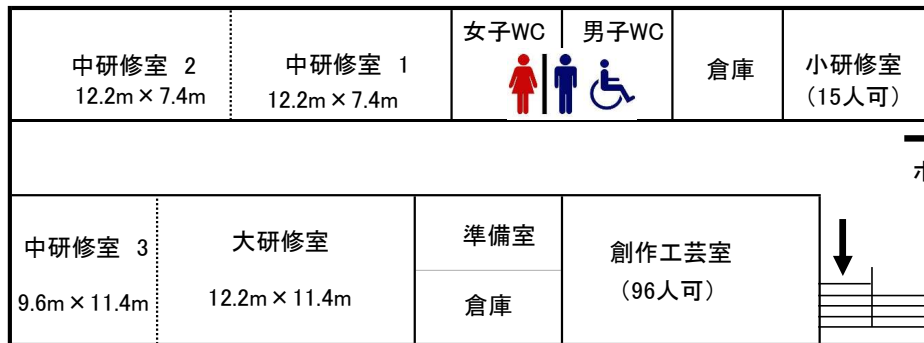 中研修室 2
12.2m×7.4m
中研修室 1
12.2m×7.4m
女子WC
男子WC
倉庫
小研修室
(15人可)
中研修室 3
9.6m×11.4m
大研修室
12.2m×11.4m
準備室
倉庫
創作工芸室
(96人可)